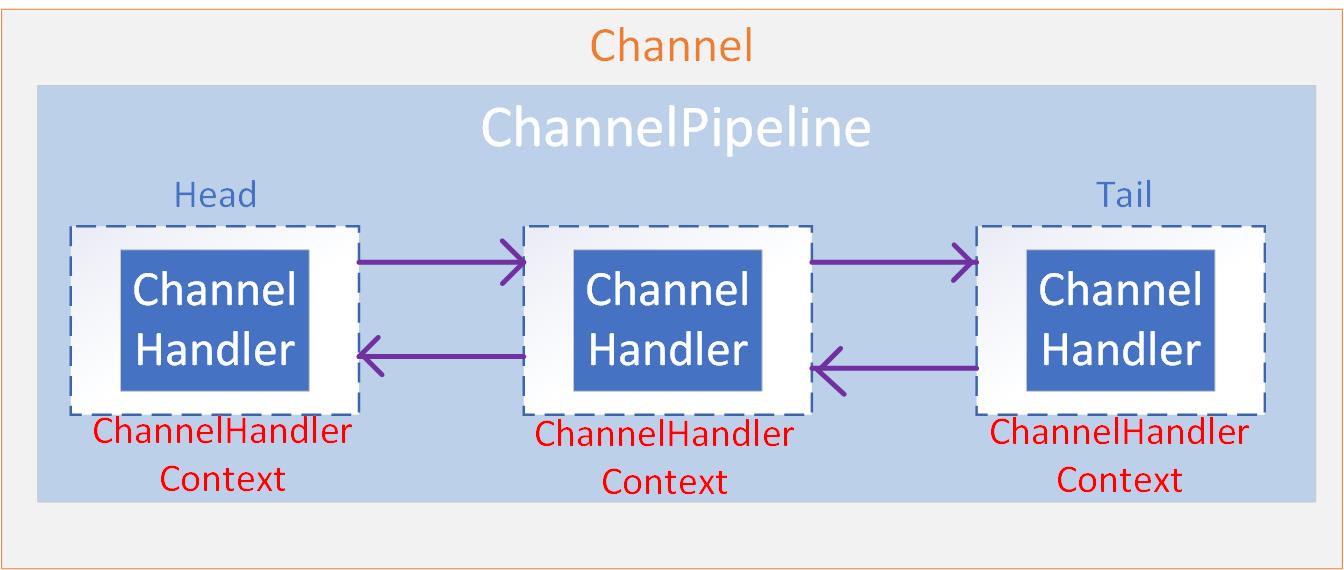 Channel
ChannelPipeline
Head
Tail
Channel
Handler
Channel
Handler
Channel
Handler
ChannelHandler
Context
ChannelHandler
Context
ChannelHandler
Context